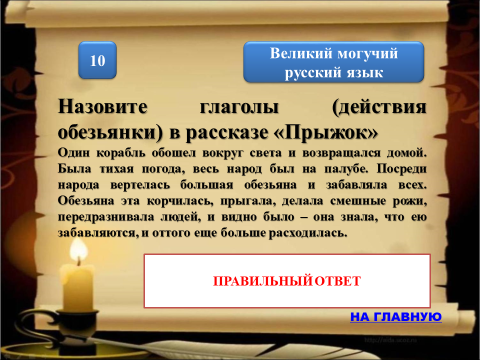 10
Великий могучий
русский язык
Назовите глаголы (действия
обезьянки) в рассказе «Прыжок»
Один корабль обошел вокруг света и возвращался домой.
Была тихая погода, весь народ был на палубе. Посреди
народа вертелась большая обезьяна и забавляла всех.
Обезьяна эта корчилась, прыгала, делала смешные рожи,
передразнивала людей, и видно было – она знала, что ею
забавляются, и оттого еще больше расходилась.
ПРАВИЛЬНЫЙ ОТВЕТ
НА ГЛАВНУЮ